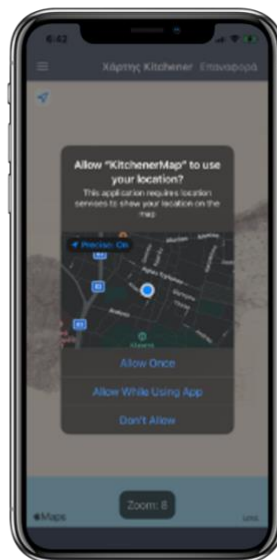 6:42
Χάρτης Kitchener Επαναφορά
Allow “KitchenerMap” to use
your location?
This application requires location
services to show your location on the
map
Precise: On
Allow Once
Allow While Using App
Don't Allow
Zoom: 8
Maps